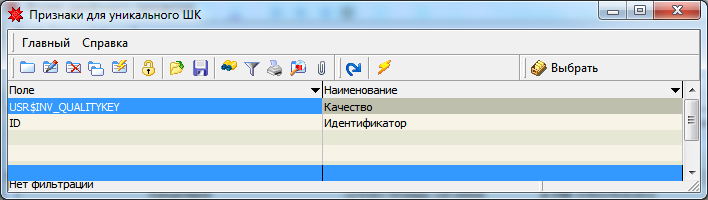 Признаки для уникального ШК
Главный Справка
Выбрать
Поле Наименование
USR$INV_QUALITYKEY Качество
ID Идентификатор
Нет фильтрации